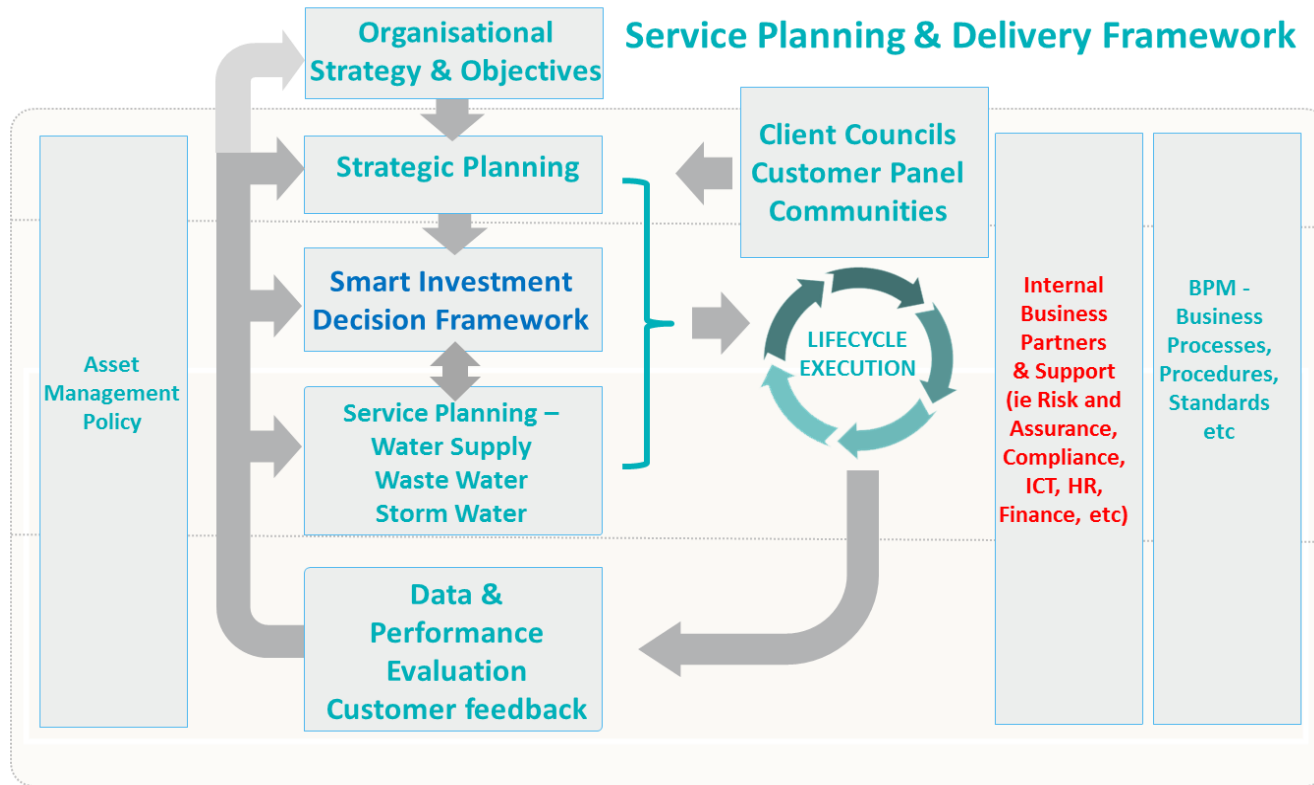 Service Planning & Delivery Framework
Organisational
Strategy & Objectives
Strategic Planning
Client Councils
Customer Panel
Communities
Smart Investment
Decision Framework
LIFECYCLE
EXECUTION
Service Planning –
Water Supply
Waste Water
Storm Water
Data &
Performance
Evaluation
Customer feedback
Asset
Management
Policy
Internal
Business
Partners
& Support
(ie Risk and
Assurance,
Compliance,
ICT, HR,
Finance, etc)
BPM -
Business
Processes,
Procedures,
Standards
etc